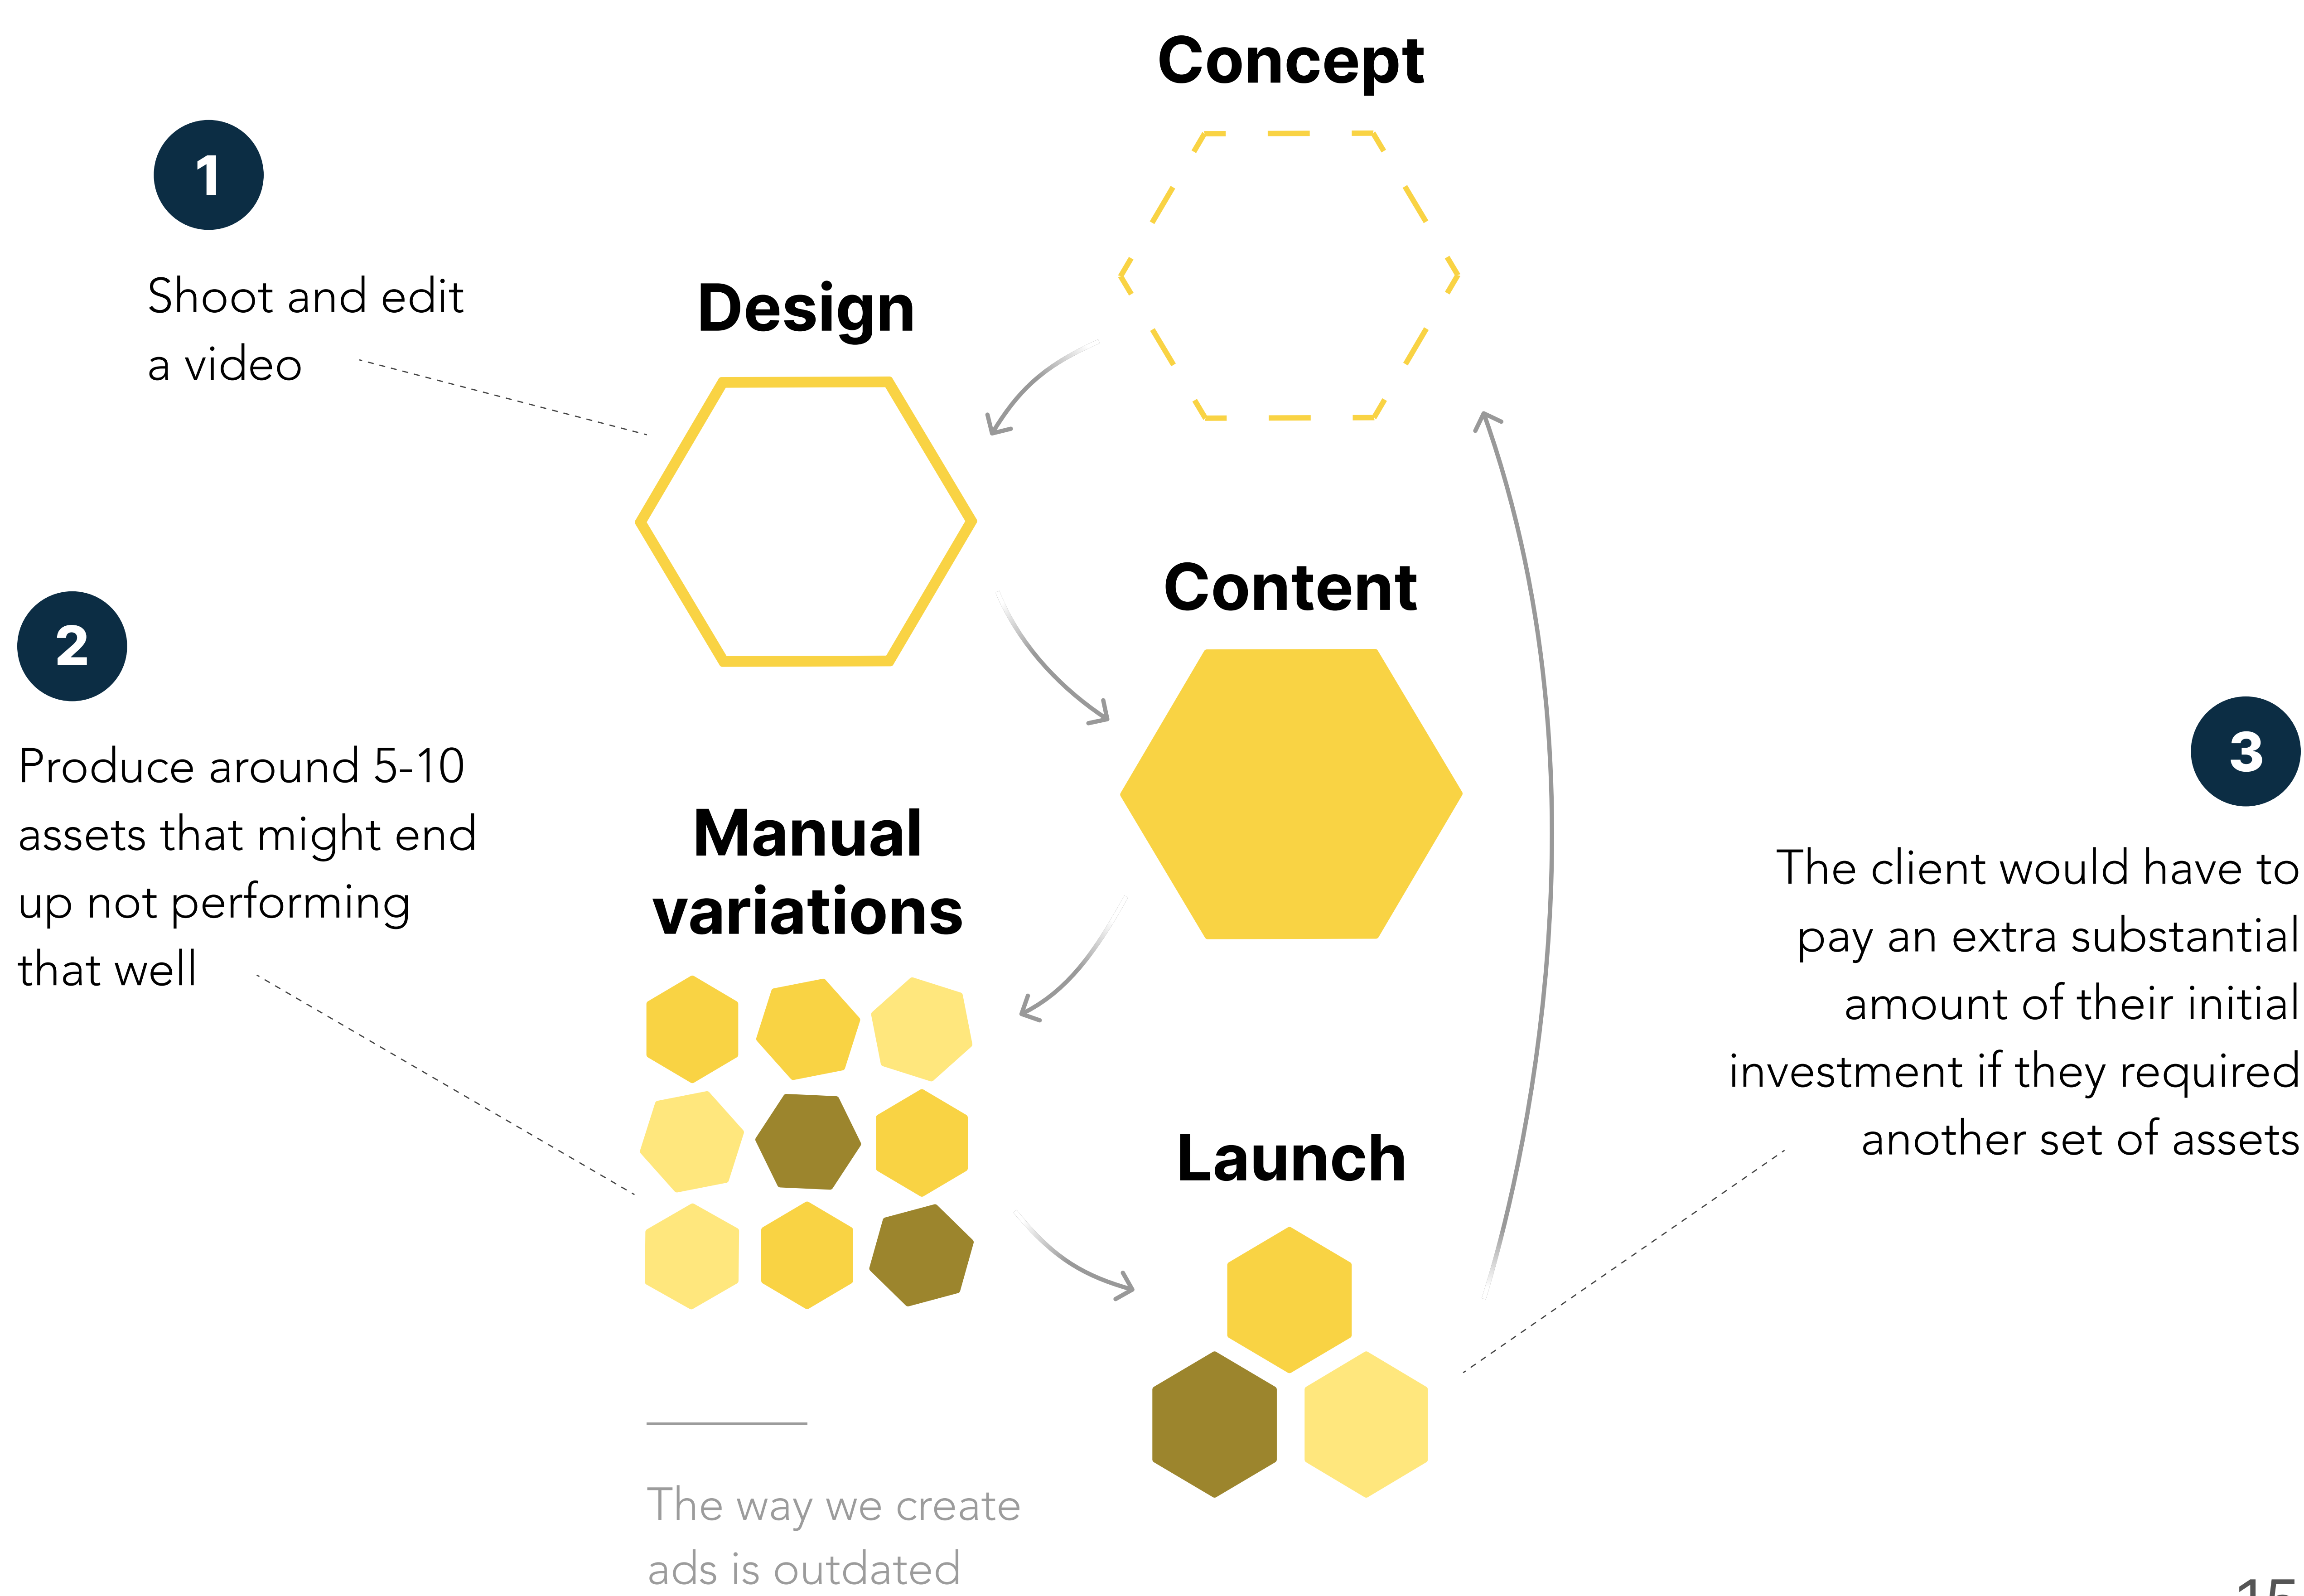 Concept
1
Shoot and edit
a video
Design
Content
2
Produce around 5-10
assets that might end
up not performing
that well
Manual
variations
3
The client would have to
pay an extra substantial
amount of their initial
investment if they required
another set of assets
Launch
The way we create
ads is outdated
15